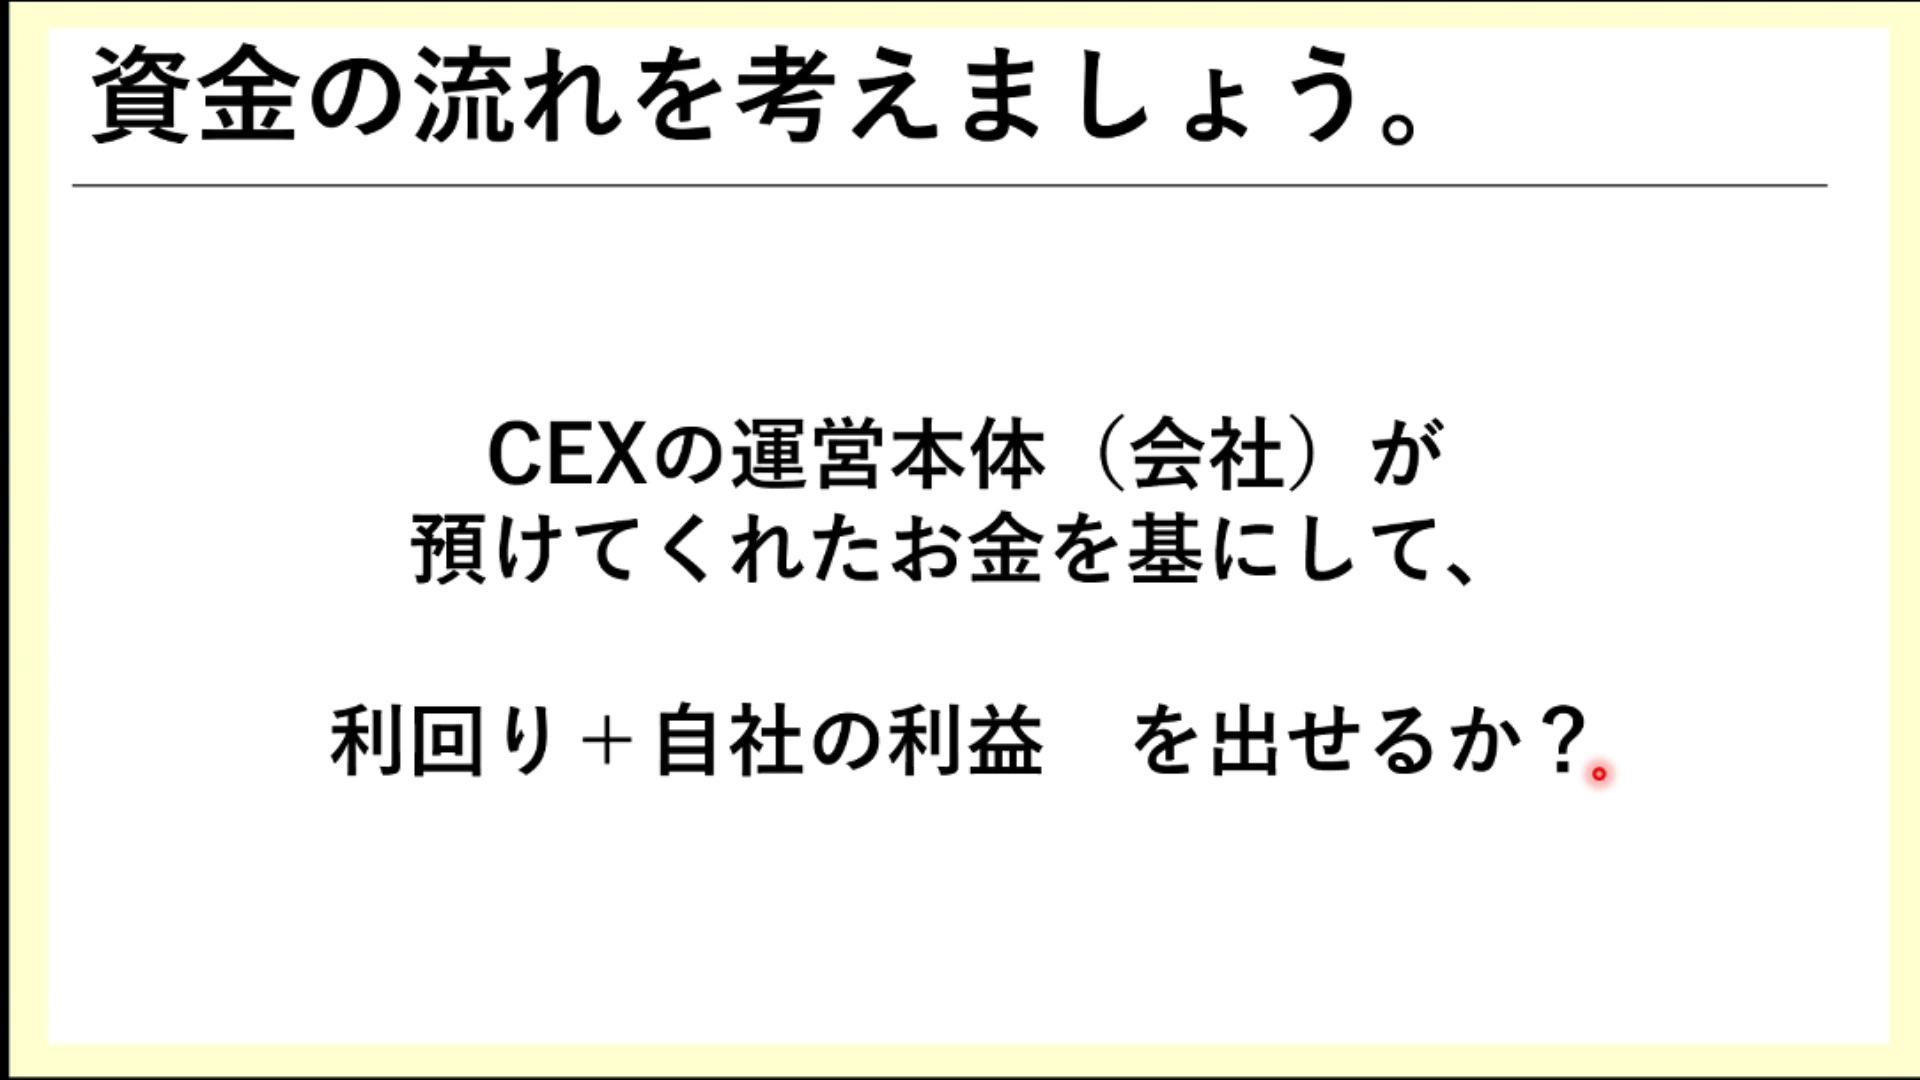 資金の流れを考えましょう。
CEXの運営本体（会社）が
預けてくれたお金を基にして、
利回り＋自社の利益　を出せるか？